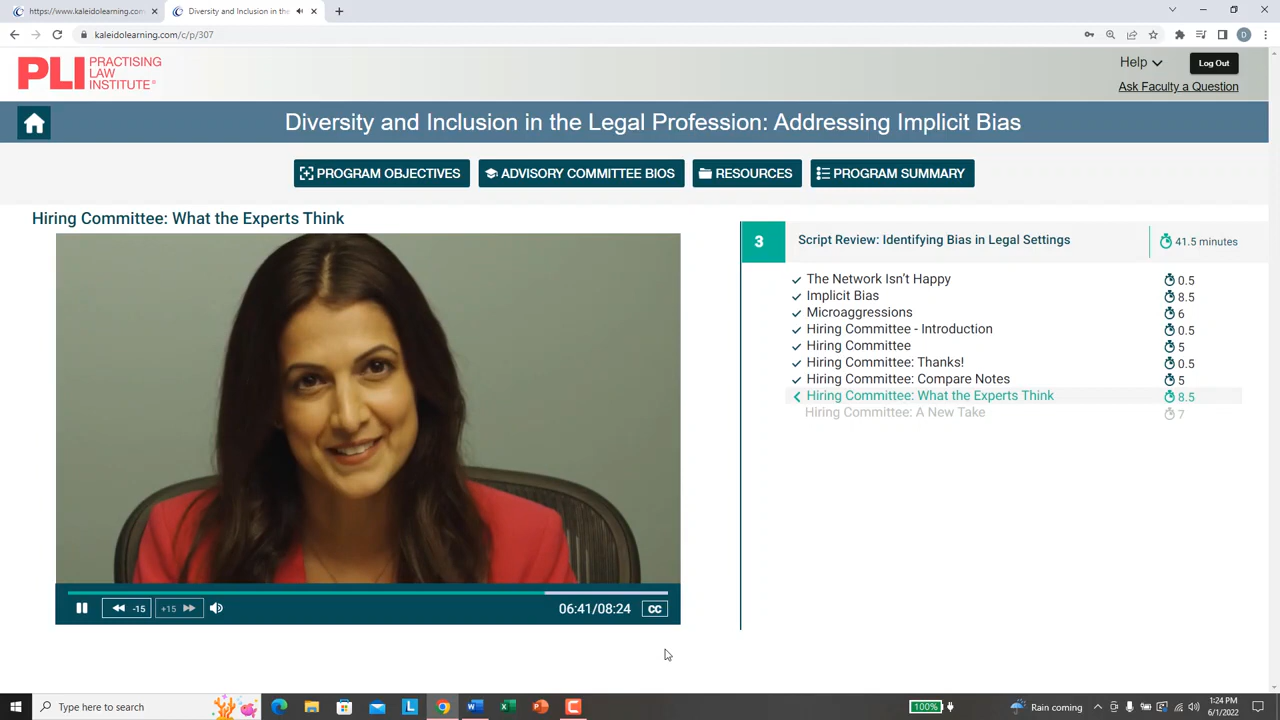 https://www.kaleidolearning.com/
Diversity and Inclusion in the
kaleidolearning.com/c/p/307
D
PLI PRACTISING LAW INSTITUTE®
Help
Log Out
Ask Faculty a Question
Diversity and Inclusion in the Legal Profession: Addressing Implicit Bias
PROGRAM OBJECTIVES
ADVISORY COMMITTEE BIOS
RESOURCES
PROGRAM SUMMARY
Hiring Committee: What the Experts Think
3 Script Review: Identifying Bias in Legal Settings 41.5 minutes
The Network Isn't Happy 0.5
Implicit Bias 8.5
Microaggressions 6
Hiring Committee - Introduction 0.5
Hiring Committee 5
Hiring Committee: Thanks! 0.5
Hiring Committee: Compare Notes 5
Hiring Committee: What the Experts Think 8.5
Hiring Committee: A New Take 7
-15
+15
06:41/08:24
CC
Type here to search
100%
Rain coming
1:24 PM
6/1/2022